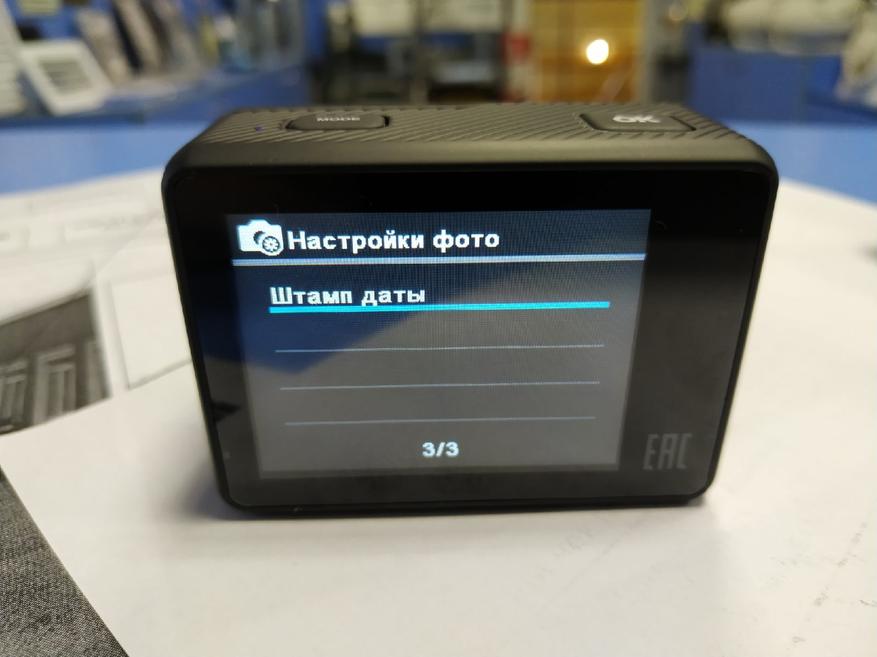 MODE
OK
Настройки фото
Штамп даты
3/3
EAC